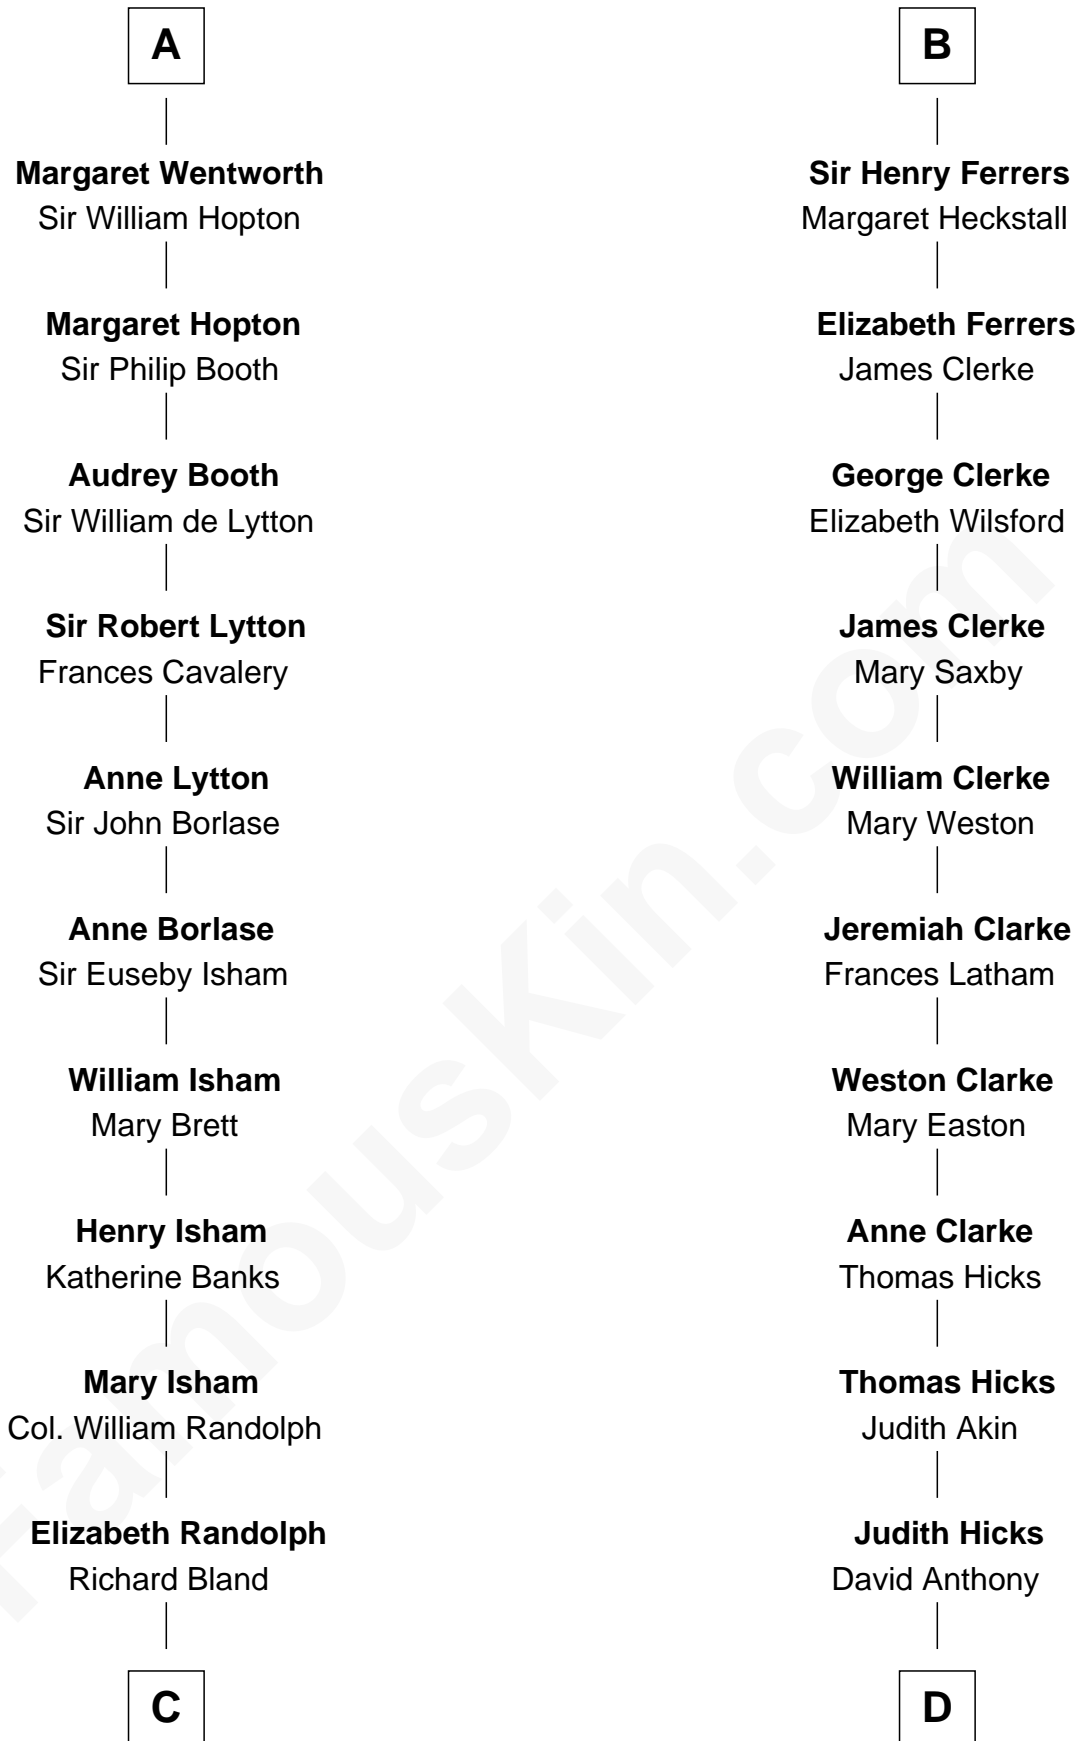 A
Margaret Wentworth
Sir William Hopton
Margaret Hopton
Sir Philip Booth
Audrey Booth
Sir William de Lytton
Sir Robert Lytton
Frances Cavalery
Anne Lytton
Sir John Borlase
Anne Borlase
Sir Euseby Isham
William Isham
Mary Brett
Henry Isham
Katherine Banks
Mary Isham
Col. William Randolph
Elizabeth Randolph
Richard Bland
C
B
Sir Henry Ferrers
Margaret Heckstall
Elizabeth Ferrers
James Clerke
George Clerke
Elizabeth Wilsford
James Clerke
Mary Saxby
William Clerke
Mary Weston
Jeremiah Clarke
Frances Latham
Weston Clarke
Mary Easton
Anne Clarke
Thomas Hicks
Thomas Hicks
Judith Akin
Judith Hicks
David Anthony
D
FamousKin.com